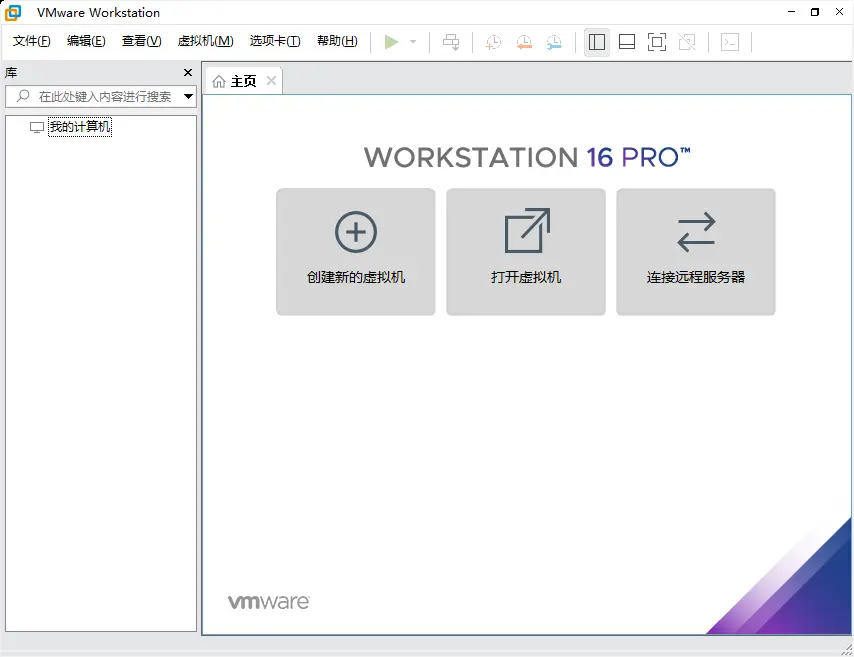 VMware Workstation
文件(F) 编辑(E) 查看(V) 虚拟机(M) 选项卡(T) 帮助(H)
库
在此处键入内容进行搜索
我的计算机
主页
WORKSTATION 16 PRO™
创建新的虚拟机
打开虚拟机
连接远程服务器
vmware